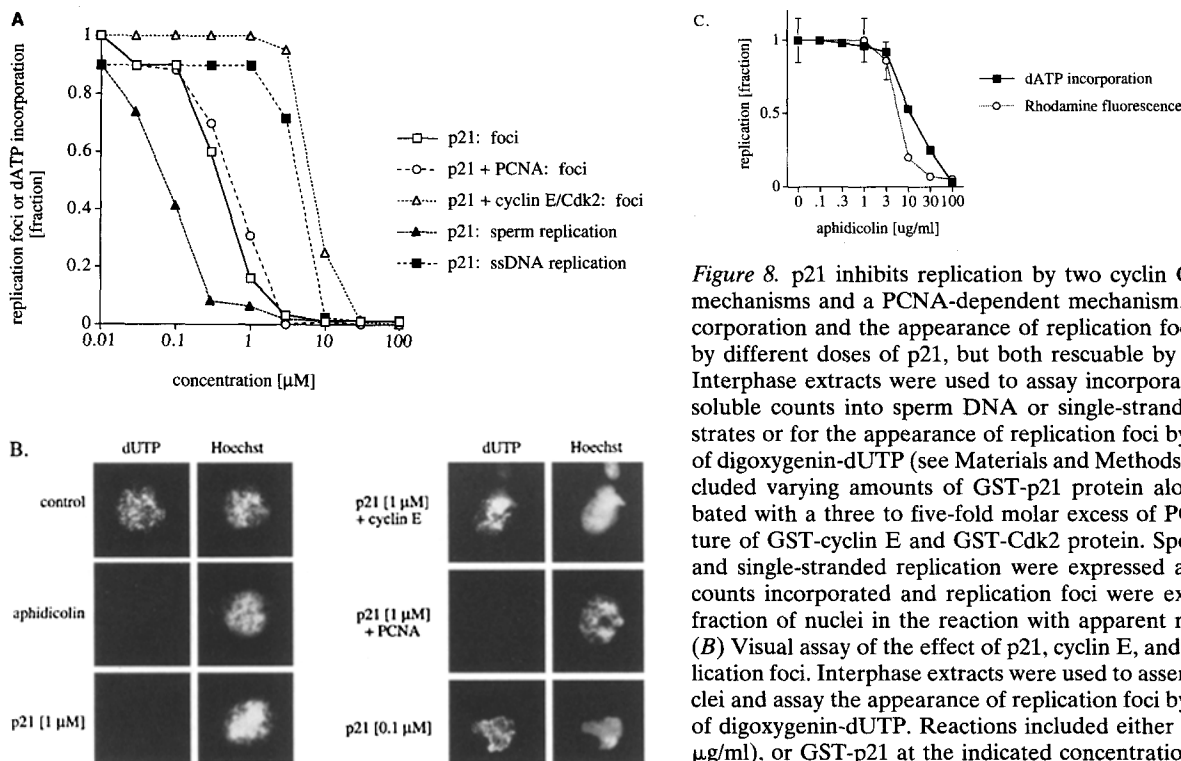 A
replication foci or dATP incorporation
[fraction]
1
0.8
0.6
0.4
0.2
0
0.01
0.1
1
10
100
concentration [µM]
p21: foci
p21 + PCNA: foci
p21 + cyclin E/Cdk2: foci
p21: sperm replication
p21: ssDNA replication
B.
dUTP
Hoechst
control
aphidicolin
p21 [1 µM]
dUTP
Hoechst
p21 [1 µM]
+ cyclin E
p21 [1 µM]
+ PCNA
p21 [0.1 µM]
C.
replication [fraction]
1
0.5
0
0 .1 .3 1 3 10 30 100
aphidicolin [ug/ml]
dATP incorporation
Rhodamine fluorescence
Figure 8. p21 inhibits replication by two cyclin
mechanisms and a PCNA-dependent mechanism.
corporation and the appearance of replication foc
by different doses of p21, but both rescuable by
Interphase extracts were used to assay incorpora
soluble counts into sperm DNA or single-strand
strates or for the appearance of replication foci by
of digoxygenin-dUTP (see Materials and Methods
cluded varying amounts of GST-p21 protein alo
bated with a three to five-fold molar excess of PC
ture of GST-cyclin E and GST-Cdk2 protein. Spe
and single-stranded replication were expressed a
counts incorporated and replication foci were ex
fraction of nuclei in the reaction with apparent r
(B) Visual assay of the effect of p21, cyclin E, and
lication foci. Interphase extracts were used to asser
clei and assay the appearance of replication foci by
of digoxygenin-dUTP. Reactions included either
µg/ml), or GST-p21 at the indicated concentration